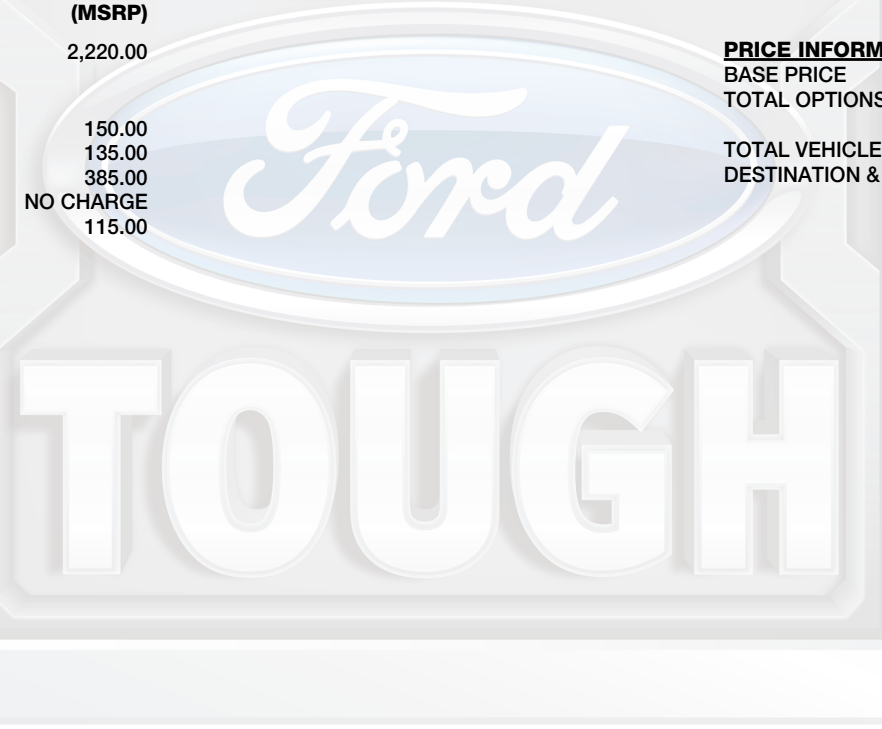 (MSRP)
2,220.00
150.00
135.00
385.00
NO CHARGE
115.00
PRICE INFORM
BASE PRICE
TOTAL OPTIONS
TOTAL VEHICLE
DESTINATION &
Ford
TOUGH